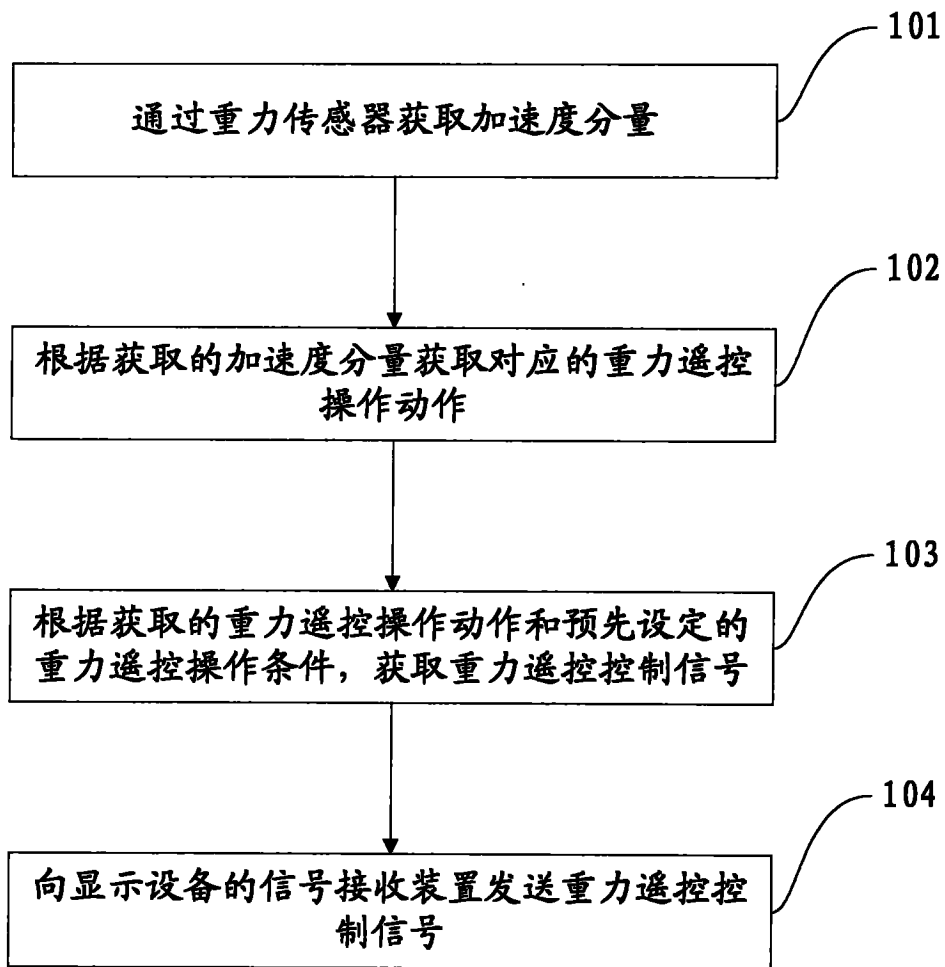 101
通过重力传感器获取加速度分量
102
根据获取的加速度分量获取对应的重力遥控
操作动作
103
根据获取的重力遥控操作动作和预先设定的
重力遥控操作条件，获取重力遥控控制信号
104
向显示设备的信号接收装置发送重力遥控控
制信号